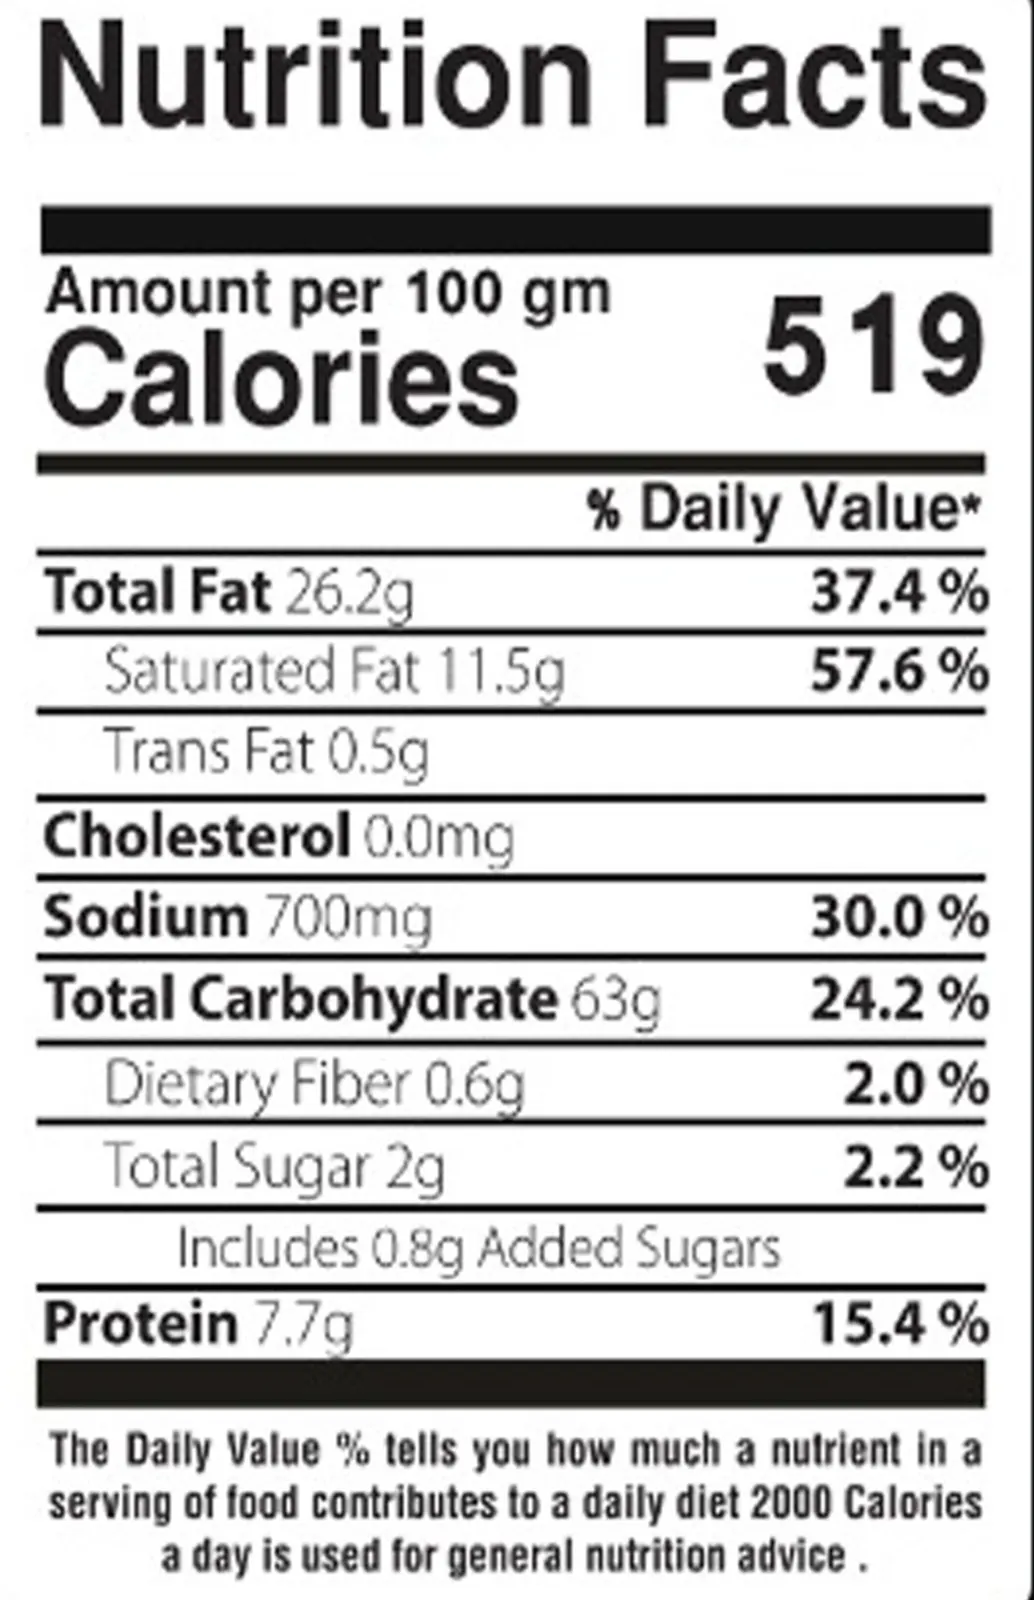 Nutrition Facts
Amount per 100 gm
Calories 519
% Daily Value*
Total Fat 26.2g 37.4 %
Saturated Fat 11.5g 57.6 %
Trans Fat 0.5g
Cholesterol 0.0mg
Sodium 700mg 30.0 %
Total Carbohydrate 63g 24.2 %
Dietary Fiber 0.6g 2.0 %
Total Sugar 2g 2.2 %
Includes 0.8g Added Sugars
Protein 7.7g 15.4 %
The Daily Value % tells you how much a nutrient in a
serving of food contributes to a daily diet 2000 Calories
a day is used for general nutrition advice .